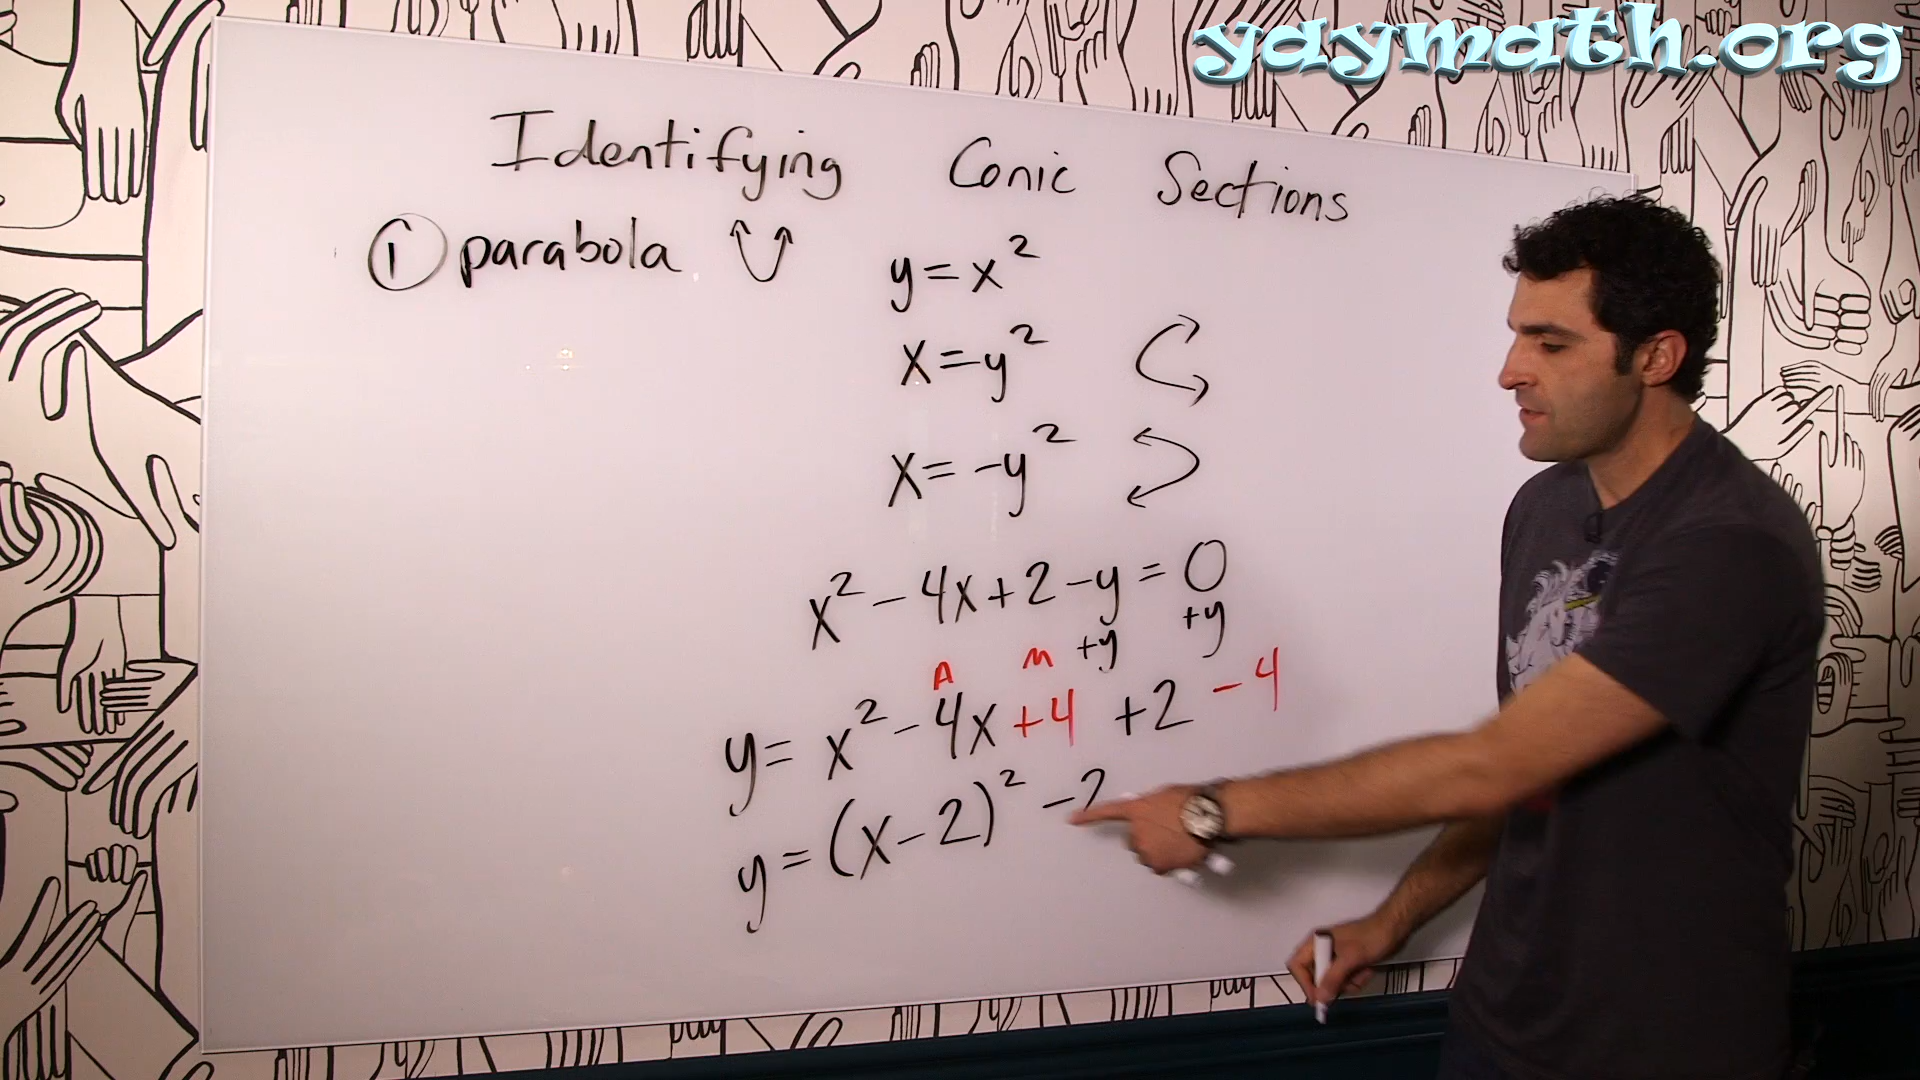 yaymath.org
Identifying Conic Sections
① parabola
y = x²
x = y²
x = -y²
x² - 4x + 2 - y = 0
+y +y
A M
y = x² - 4x + 4 + 2 - 4
y = (x - 2)² - 2